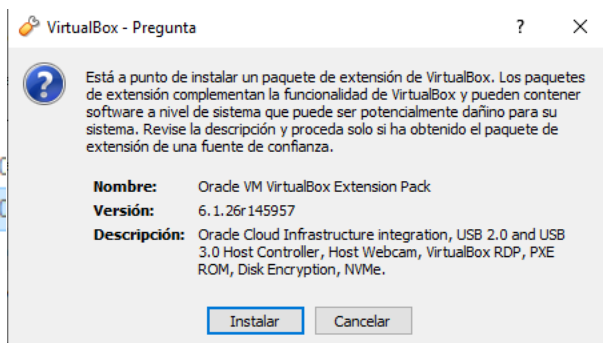 VirtualBox - Pregunta
Está a punto de instalar un paquete de extensión de VirtualBox. Los paquetes
de extensión complementan la funcionalidad de VirtualBox y pueden contener
software a nivel de sistema que puede ser potencialmente dañino para su
sistema. Revise la descripción y proceda solo si ha obtenido el paquete de
extensión de una fuente de confianza.
Nombre: Oracle VM VirtualBox Extension Pack
Versión: 6.1.26r145957
Descripción: Oracle Cloud Infrastructure integration, USB 2.0 and USB
3.0 Host Controller, Host Webcam, VirtualBox RDP, PXE
ROM, Disk Encryption, NVMe.
Instalar Cancelar